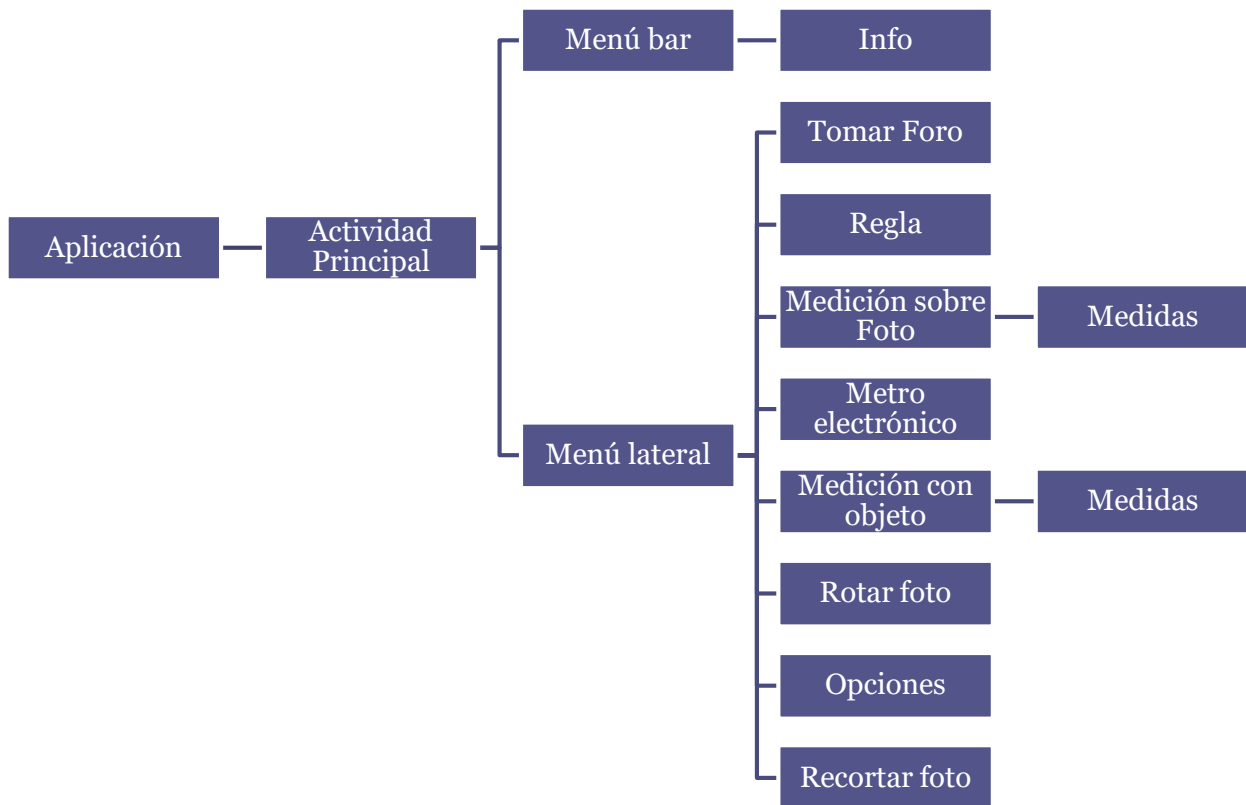 Menú bar
Info
Tomar Foro
Regla
Aplicación
Actividad
Principal
Medición sobre
Foto
Medidas
Metro
electrónico
Menú lateral
Medición con
objeto
Medidas
Rotar foto
Opciones
Recortar foto